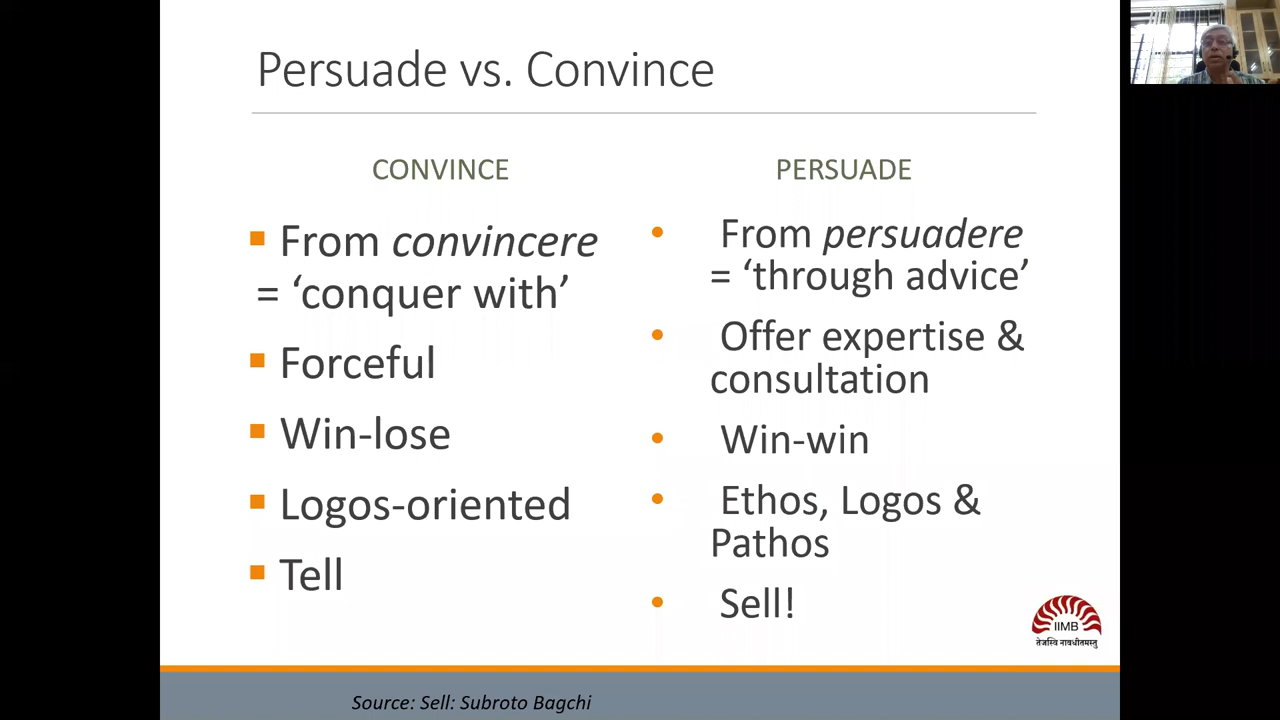 Persuade vs. Convince
CONVINCE
From convincere
= ‘conquer with’
Forceful
Win-lose
Logos-oriented
Tell
PERSUADE
From persuadere
= ‘through advice’
Offer expertise &
consultation
Win-win
Ethos, Logos &
Pathos
Sell!
IIMB
तेजस्वि नावधीतमस्तु
Source: Sell: Subroto Bagchi